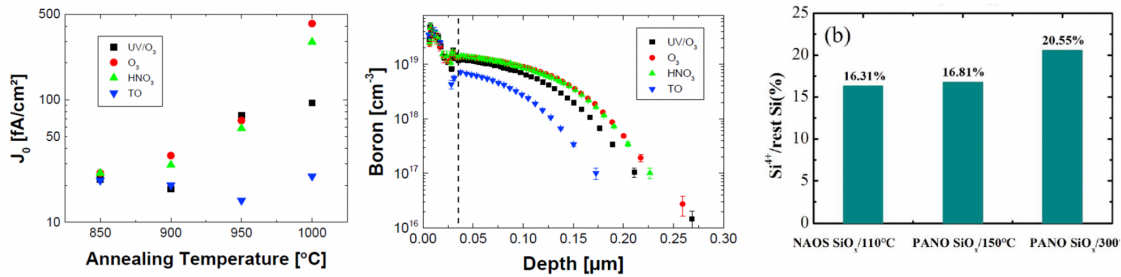 500
100
50
10
J₀ [fA/cm²]
UV/O₃
O₃
HNO₃
TO
850
900
950
1000
Annealing Temperature [°C]
10¹⁹
10¹⁸
10¹⁷
10¹⁶
Boron [cm⁻³]
UV/O₃
O₃
HNO₃
TO
0.00
0.05
0.10
0.15
0.20
0.25
0.30
Depth [µm]
(b)
25
20
15
10
5
0
Si⁴⁺/rest Si(%)
16.31%
16.81%
20.55%
NAOS SiOₓ/110°C
PANO SiOₓ/150°C
PANO SiOₓ/300°